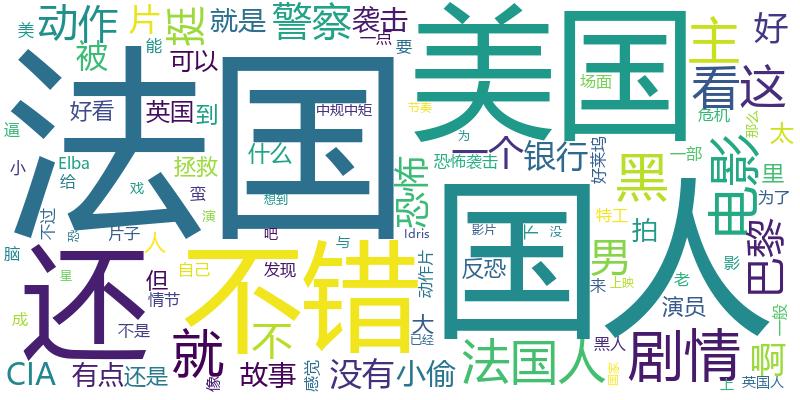 美 动作 片 挺 就是 警察 袭击 美国 主 好
能 一点 要
被 可以 看 这
场面
法国 好看 英国 到 中规中矩 节奏 危机 那么
逼 为 太
Elba 什么 恐怖 一个 银行 好来坞 黑 一部 电影
小 给 拯救 恐怖袭击 里
戏 蛮 想到 国人 为了
不过 恐 片子 演 吧 Idris 影片 下 没 特工 拍
人 与 男 巴黎
脑 还 但 自己 发现 不错 动作片 反恐 影
星 情节 来 上映 老 演员
成 不是 不 大 已经 黑人 一般
就 法国人 剧情 啊
CIA 有点 还是 像 故事 感觉 没有 小偷 国家 上 英国人